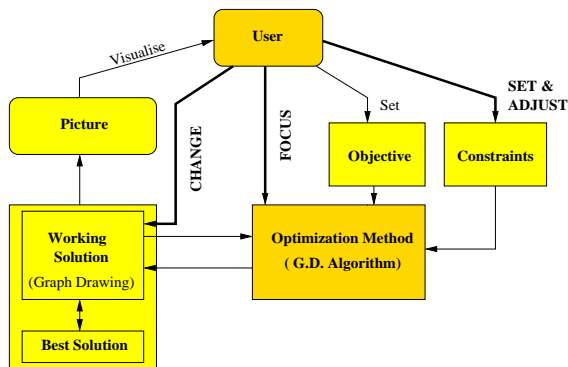 User
Visualise
SET &
ADJUST
Set
Picture
CHANGE
FOCUS
Objective
Constraints
Working
Solution
(Graph Drawing)
Optimization Method
( G.D. Algorithm)
Best Solution